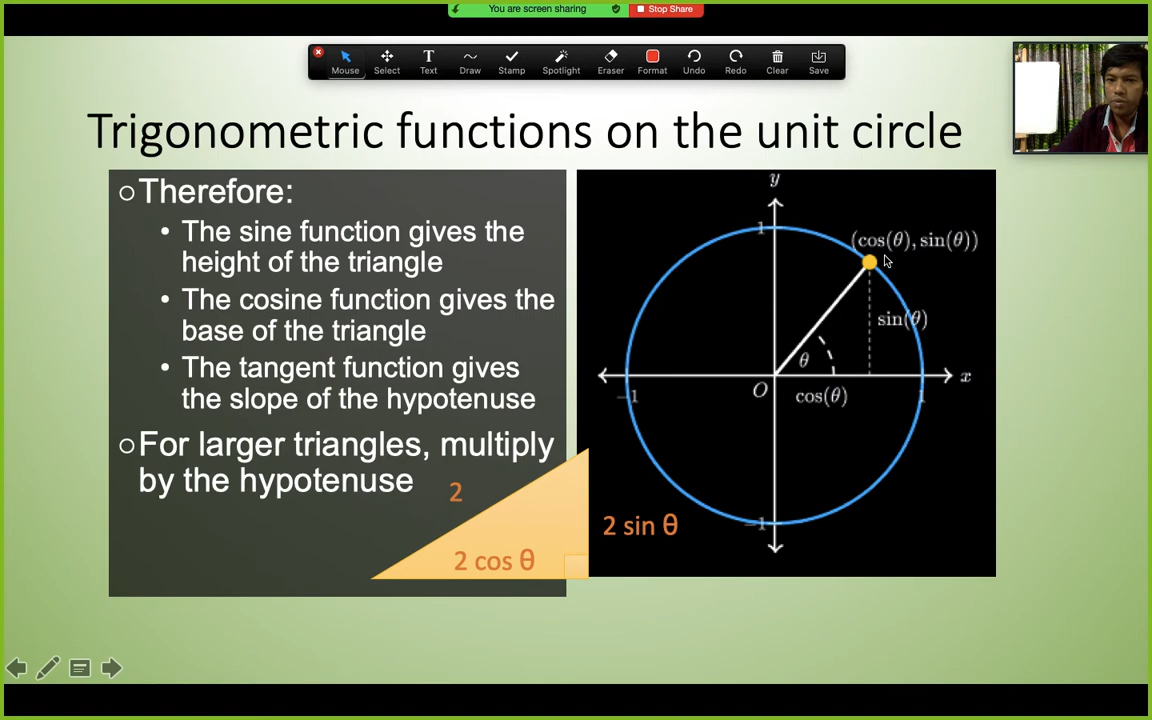 You are screen sharing
Stop Share
Mouse
Select
Text
Draw
Stamp
Spotlight
Eraser
Format
Undo
Redo
Clear
Save
Trigonometric functions on the unit circle
Therefore:
• The sine function gives the
height of the triangle
• The cosine function gives the
base of the triangle
• The tangent function gives
the slope of the hypotenuse
For larger triangles, multiply
by the hypotenuse
2
2 cos θ
2 sin θ
y
1
(cos(θ), sin(θ))
sin(θ)
θ
x
O
cos(θ)
−1
1
−1